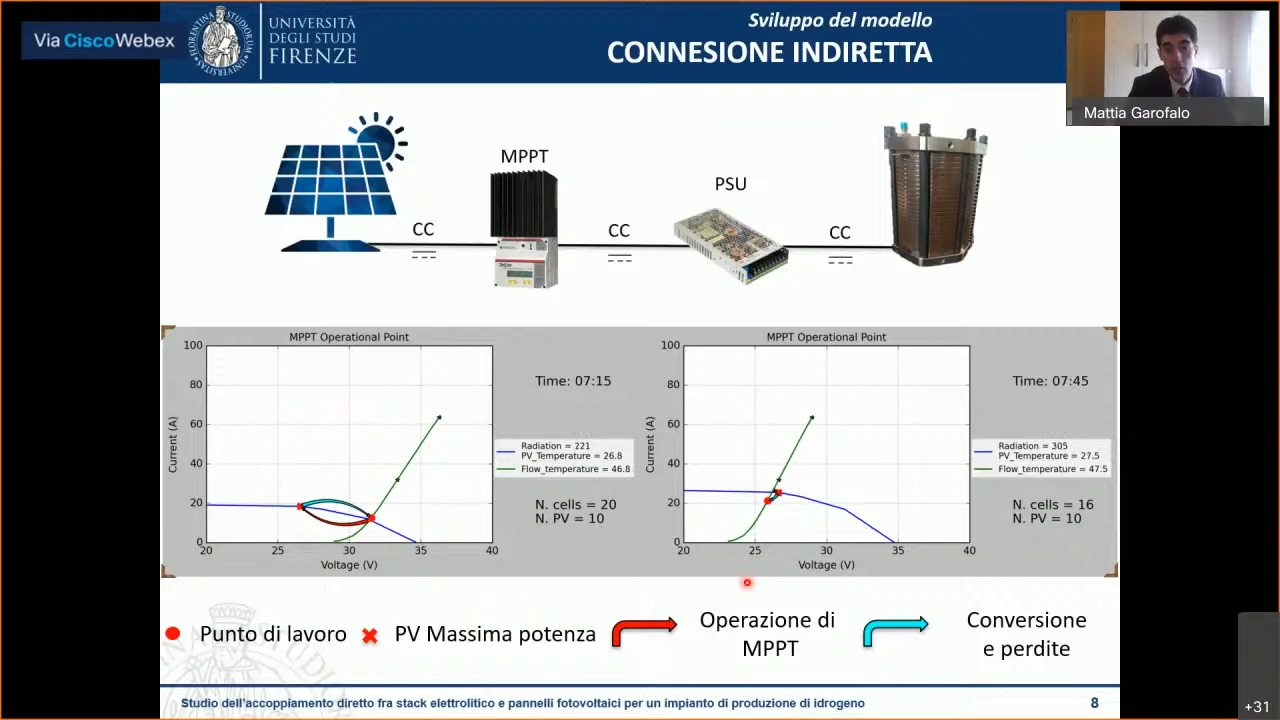 Via CiscoWebex
UNIVERSITÀ
DEGLI STUDI
FIRENZE
Sviluppo del modello
CONNESIONE INDIRETTA
Mattia Garofalo
MPPT
PSU
CC
CC
CC
MPPT Operational Point
100
80
60
40
20
0
20
25
30
35
40
Current (A)
Voltage (V)
Time: 07:15
Radiation = 221
PV_Temperature = 26.8
Flow_temperature = 46.8
N. cells = 20
N. PV = 10
MPPT Operational Point
100
80
60
40
20
0
20
25
30
35
40
Current (A)
Voltage (V)
Time: 07:45
Radiation = 305
PV_Temperature = 27.5
Flow_temperature = 47.5
N. cells = 16
N. PV = 10
Punto di lavoro
PV Massima potenza
Operazione di
MPPT
Conversione
e perdite
Studio dell'accoppiamento diretto fra stack elettrolitico e pannelli fotovoltaici per un impianto di produzione di idrogeno
8
+31